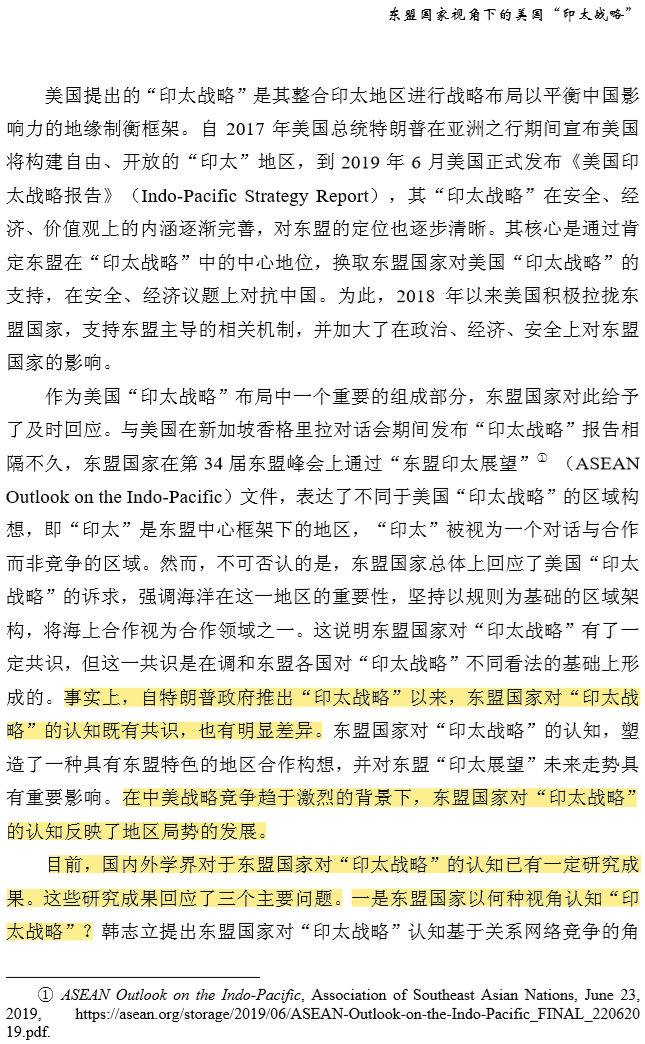 东盟国家视角下的美国“印太战略”
美国提出的“印太战略”是其整合印太地区进行战略布局以平衡中国影
响力的地缘制衡框架。自 2017 年美国总统特朗普在亚洲之行期间宣布美国
将构建自由、开放的“印太”地区，到 2019 年 6 月美国正式发布《美国印
太战略报告》（Indo-Pacific Strategy Report），其“印太战略”在安全、经
济、价值观上的内涵逐渐完善，对东盟的定位也逐步清晰。其核心是通过肯
定东盟在“印太战略”中的中心地位，换取东盟国家对美国“印太战略”的
支持，在安全、经济议题上对抗中国。为此，2018 年以来美国积极拉拢东
盟国家，支持东盟主导的相关机制，并加大了在政治、经济、安全上对东盟
国家的影响。
作为美国“印太战略”布局中一个重要的组成部分，东盟国家对此给予
了及时回应。与美国在新加坡香格里拉对话会期间发布“印太战略”报告相
隔不久，东盟国家在第 34 届东盟峰会上通过“东盟印太展望”①（ASEAN
Outlook on the Indo-Pacific）文件，表达了不同于美国“印太战略”的区域构
想，即“印太”是东盟中心框架下的地区，“印太”被视为一个对话与合作
而非竞争的区域。然而，不可否认的是，东盟国家总体上回应了美国“印太
战略”的诉求，强调海洋在这一地区的重要性，坚持以规则为基础的区域架
构，将海上合作视为合作领域之一。这说明东盟国家对“印太战略”有了一
定共识，但这一共识是在调和东盟各国对“印太战略”不同看法的基础上形
成的。事实上，自特朗普政府推出“印太战略”以来，东盟国家对“印太战
略”的认知既有共识，也有明显差异。东盟国家对“印太战略”的认知，塑
造了一种具有东盟特色的地区合作构想，并对东盟“印太展望”未来走势具
有重要影响。在中美战略竞争趋于激烈的背景下，东盟国家对“印太战略”
的认知反映了地区局势的发展。
目前，国内外学界对于东盟国家对“印太战略”的认知已有一定研究成
果。这些研究成果回应了三个主要问题。一是东盟国家以何种视角认知“印
太战略”？韩志立提出东盟国家对“印太战略”认知基于关系网络竞争的角
① ASEAN Outlook on the Indo-Pacific, Association of Southeast Asian Nations, June 23,
2019, https://asean.org/storage/2019/06/ASEAN-Outlook-on-the-Indo-Pacific_FINAL_220620
19.pdf.